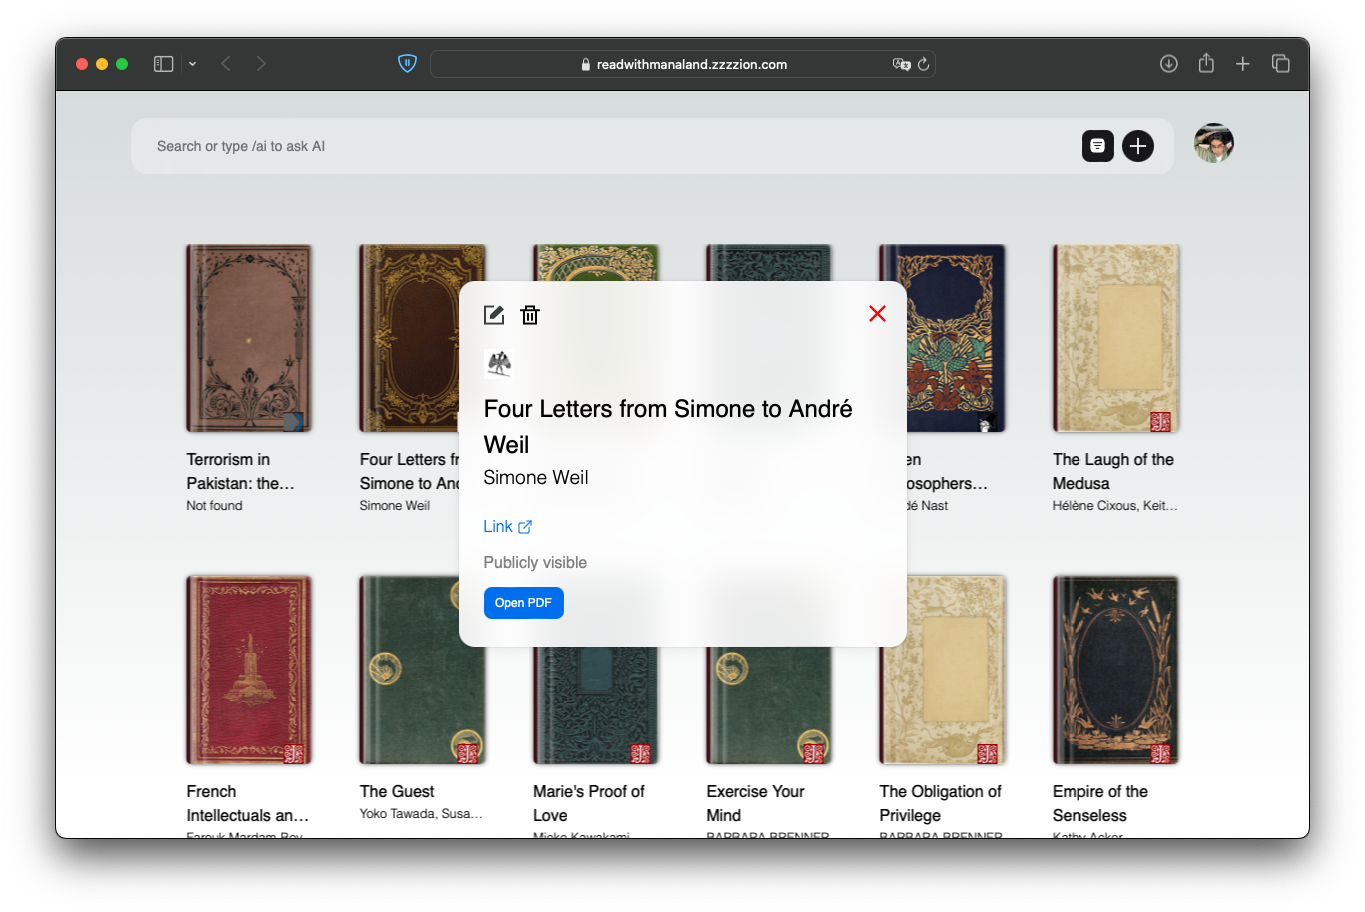 readwithmanaland.zzzzion.com
Search or type /ai to ask AI
Four Letters from Simone to André
Weil
Simone Weil
Link
Publicly visible
Open PDF
Terrorism in
Pakistan: the...
Not found
Four Letters fr
Simone to And
Simone Weil
en
osophers...
dé Nast
The Laugh of the
Medusa
Hélène Cixous, Keit...
French
Intellectuals an...
Farouk Mardam Bey
The Guest
Yoko Tawada, Susa...
Marie's Proof of
Love
Mieko Kawakami
Exercise Your
Mind
BARBARA BRENNER
The Obligation of
Privilege
BARBARA BRENNER
Empire of the
Senseless
Kathy Acker